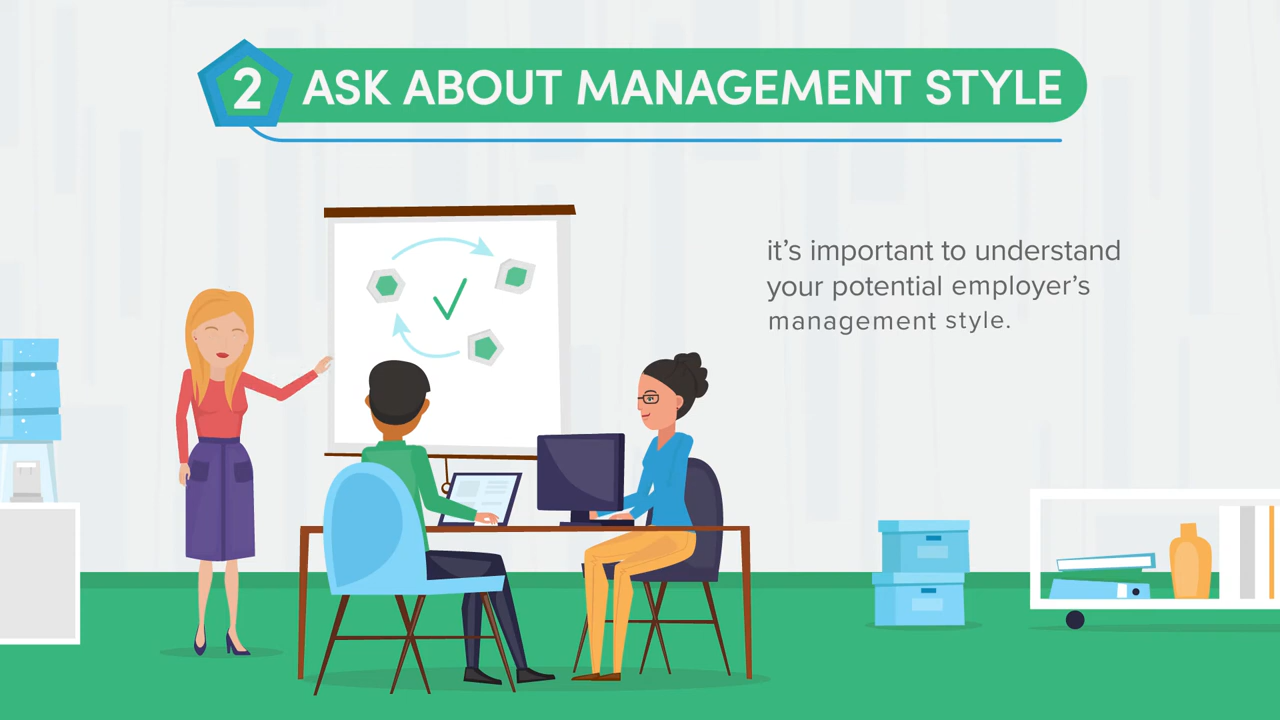 2 ASK ABOUT MANAGEMENT STYLE
it's important to understand
your potential employer's
management style.